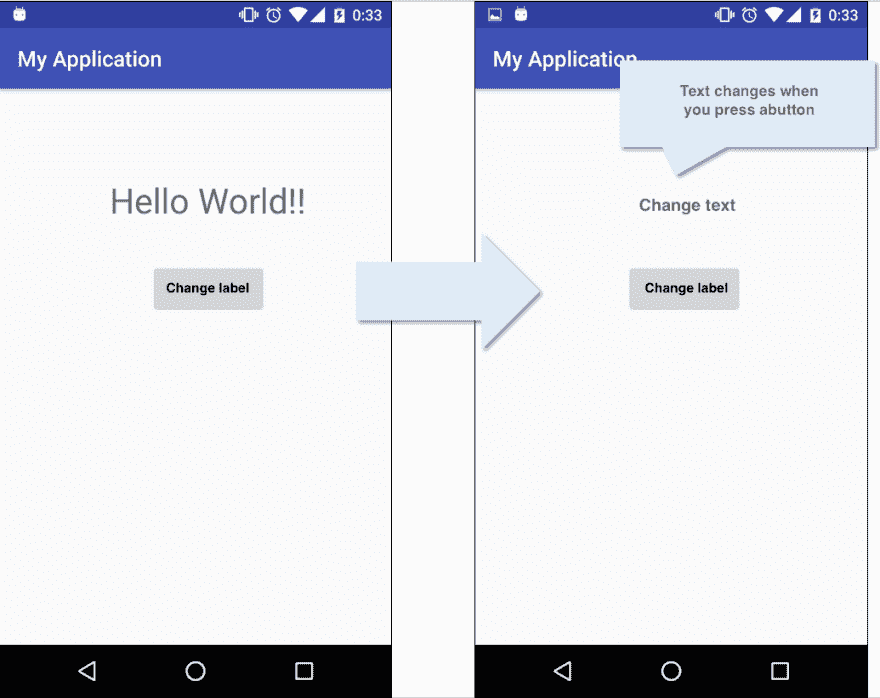 0:33
My Application
Hello World!!
Change label
0:33
My Application
Text changes when
you press abutton
Change text
Change label